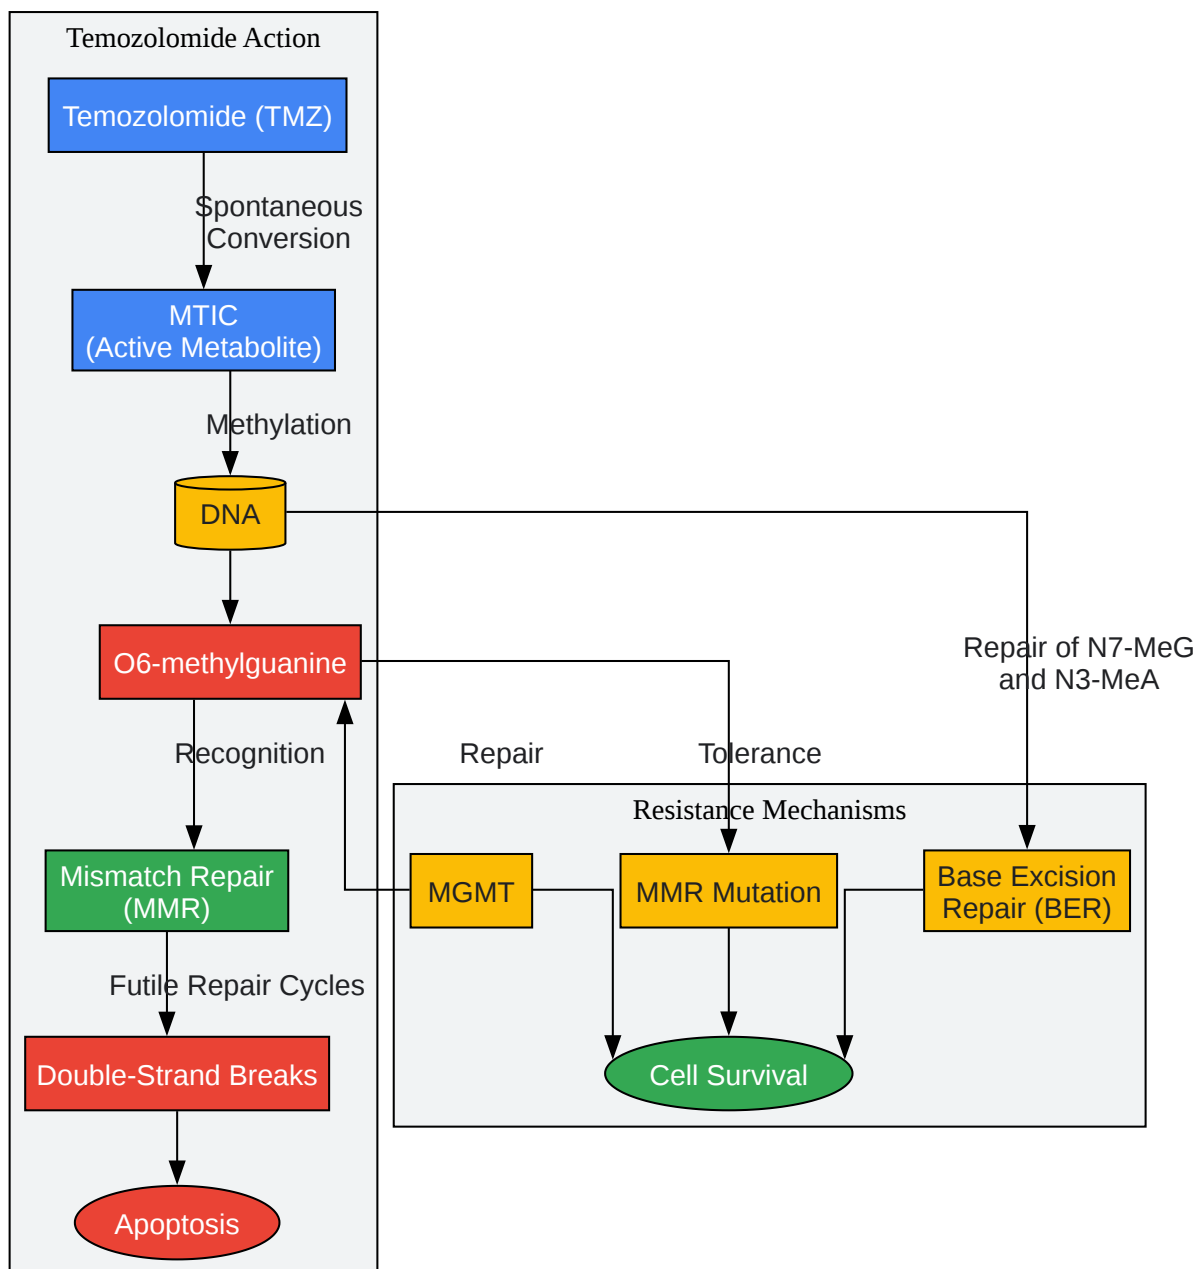 Temozolomide Action
Temozolomide (TMZ)
Spontaneous
Conversion
MTIC
(Active Metabolite)
Methylation
DNA
O6-methylguanine
Repair of N7-MeG
and N3-MeA
Recognition
Repair
Tolerance
Resistance Mechanisms
Mismatch Repair
(MMR)
MGMT
MMR Mutation
Base Excision
Repair (BER)
Futile Repair Cycles
Double-Strand Breaks
Cell Survival
Apoptosis